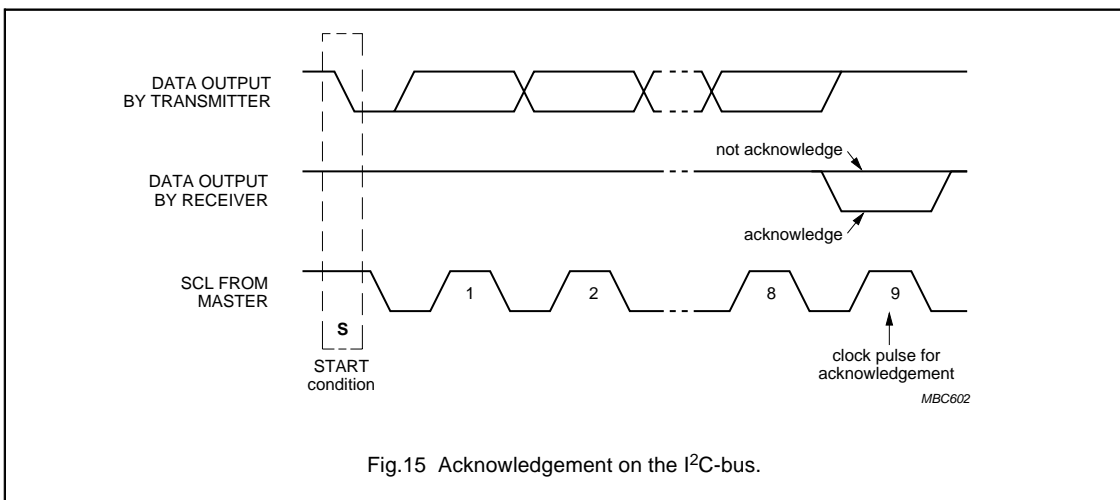 DATA OUTPUT
BY TRANSMITTER
not acknowledge
DATA OUTPUT
BY RECEIVER
acknowledge
SCL FROM
MASTER
1
2
8
9
S
START
condition
clock pulse for
acknowledgement
MBC602
Fig.15 Acknowledgement on the I²C-bus.